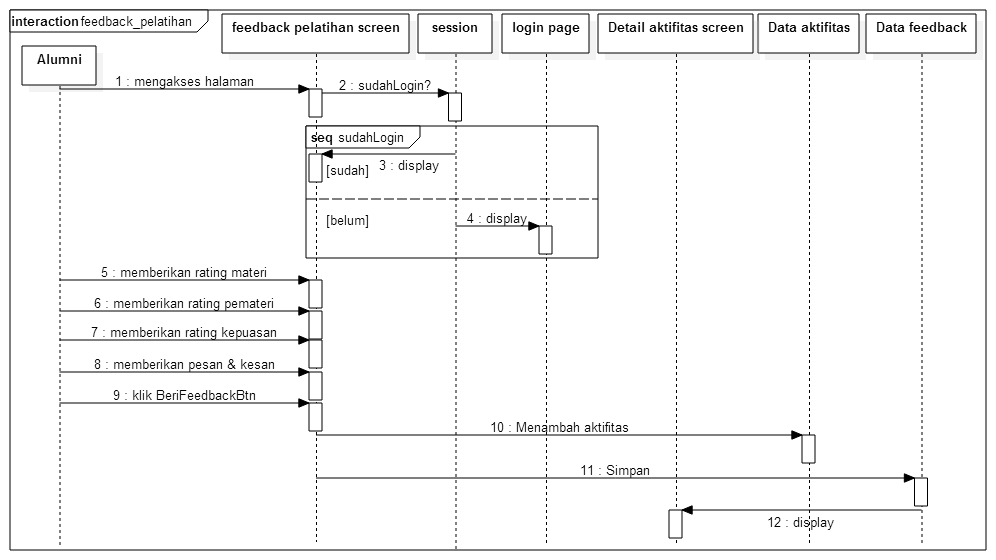 interaction feedback_pelatihan
feedback pelatihan screen
session
login page
Detail aktifitas screen
Data aktifitas
Data feedback
Alumni
1 : mengakses halaman
2 : sudahLogin?
seq sudahLogin
3 : display
[sudah]
[belum]
4 : display
5 : memberikan rating materi
6 : memberikan rating pemateri
7 : memberikan rating kepuasan
8 : memberikan pesan & kesan
9 : klik BeriFeedbackBtn
10 : Menambah aktifitas
11 : Simpan
12 : display